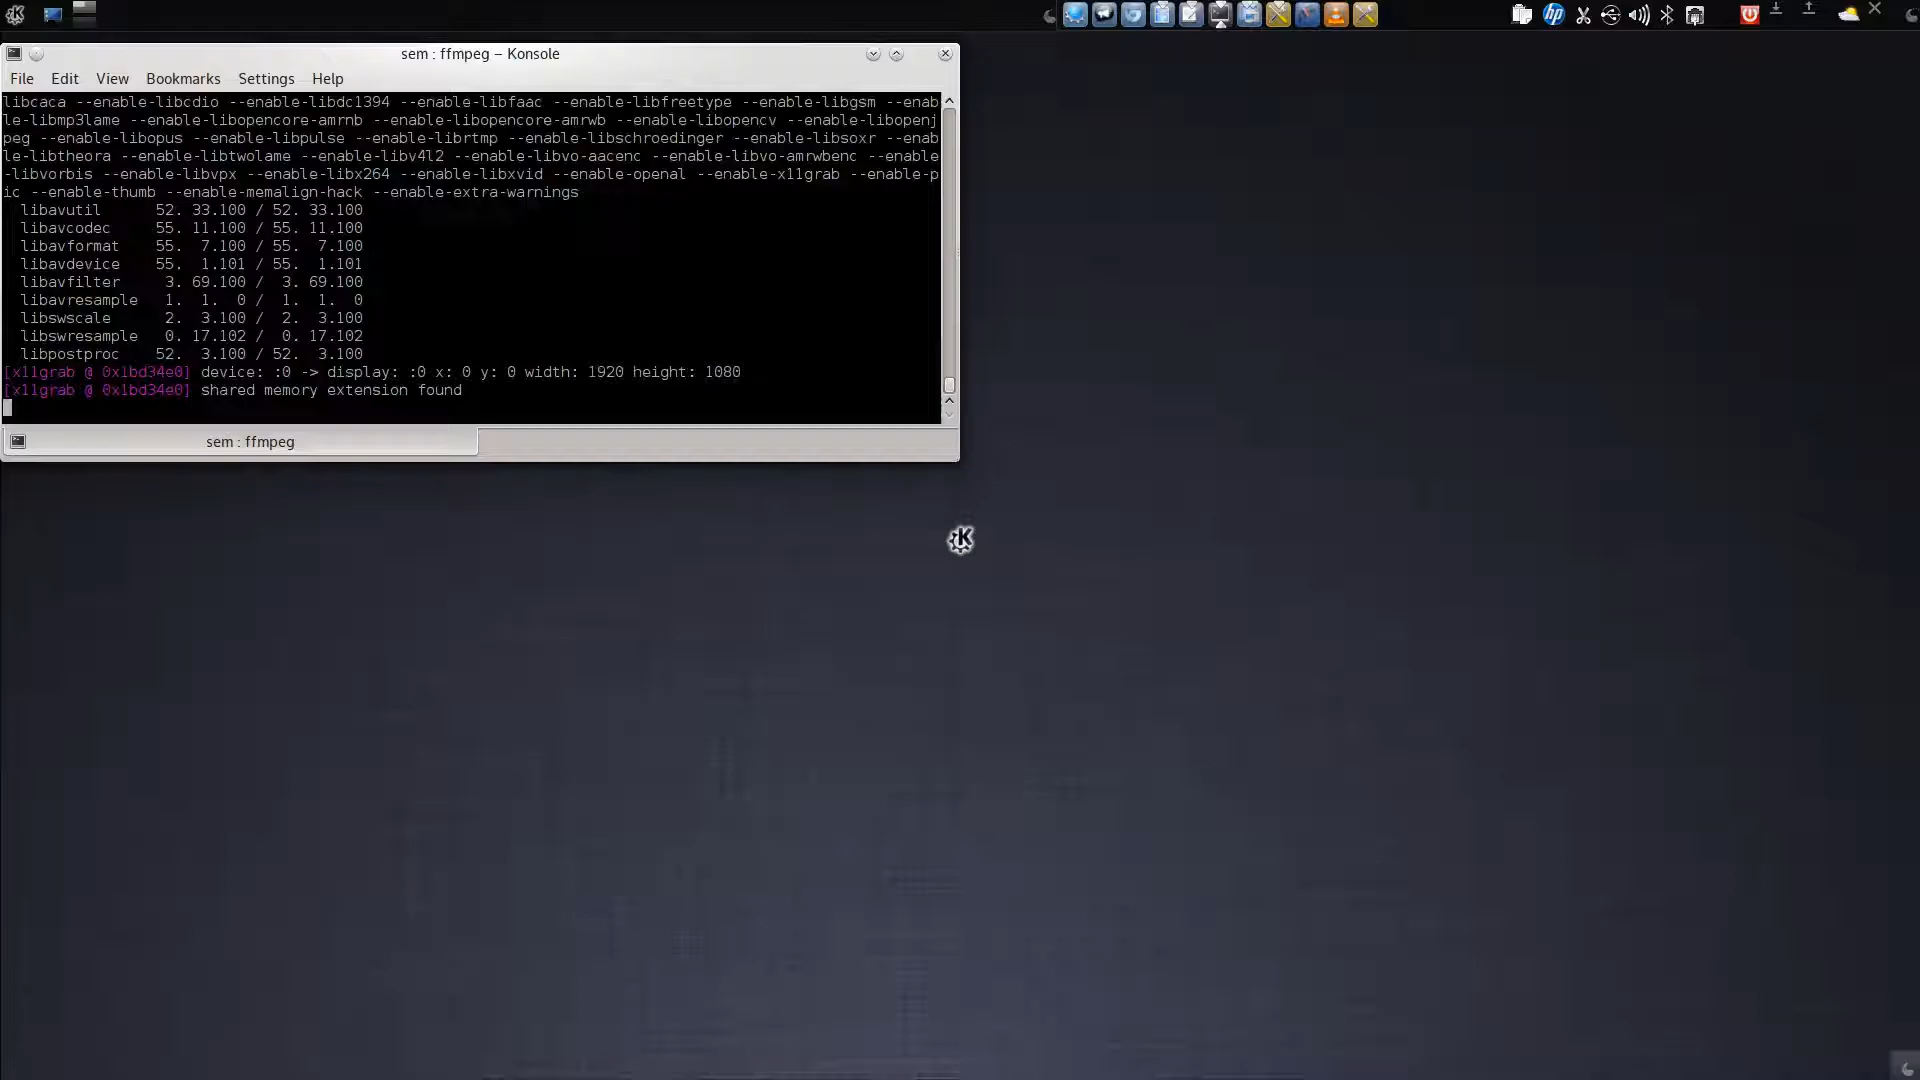 sem : ffmpeg – Konsole
File Edit View Bookmarks Settings Help
libcaca --enable-libcdio --enable-libdc1394 --enable-libfaac --enable-libfreetype --enable-libgsm --enab
le-libmp3lame --enable-libopencore-amrnb --enable-libopencore-amrwb --enable-libopencv --enable-libopenj
peg --enable-libopus --enable-libpulse --enable-librtmp --enable-libschroedinger --enable-libsoxr --enab
le-libtheora --enable-libtwolame --enable-libv4l2 --enable-libvo-aacenc --enable-libvo-amrwbenc --enable
-libvorbis --enable-libvpx --enable-libx264 --enable-libxvid --enable-openal --enable-x11grab --enable-p
ic --enable-thumb --enable-memalign-hack --enable-extra-warnings
libavutil 52. 33.100 / 52. 33.100
libavcodec 55. 11.100 / 55. 11.100
libavformat 55. 7.100 / 55. 7.100
libavdevice 55. 1.101 / 55. 1.101
libavfilter 3. 69.100 / 3. 69.100
libavresample 1. 1. 0 / 1. 1. 0
libswscale 2. 3.100 / 2. 3.100
libswresample 0. 17.102 / 0. 17.102
libpostproc 52. 3.100 / 52. 3.100
[x11grab @ 0x1bd34e0] device: :0 -> display: :0 x: 0 y: 0 width: 1920 height: 1080
[x11grab @ 0x1bd34e0] shared memory extension found
sem : ffmpeg
hp
K